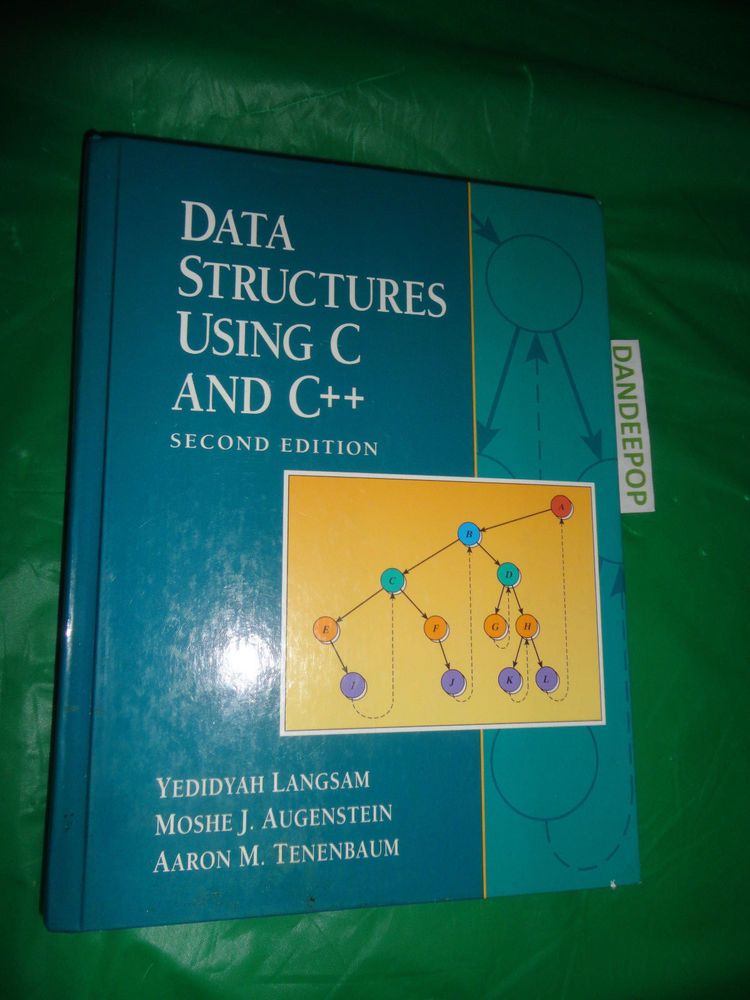 DATA
STRUCTURES
USING C
AND C++
SECOND EDITION
DANDEEPOP
A
B
C
D
E
F
G
H
I
J
K
L
YEDIDYAH LANGSAM
MOSHE J. AUGENSTEIN
AARON M. TENENBAUM